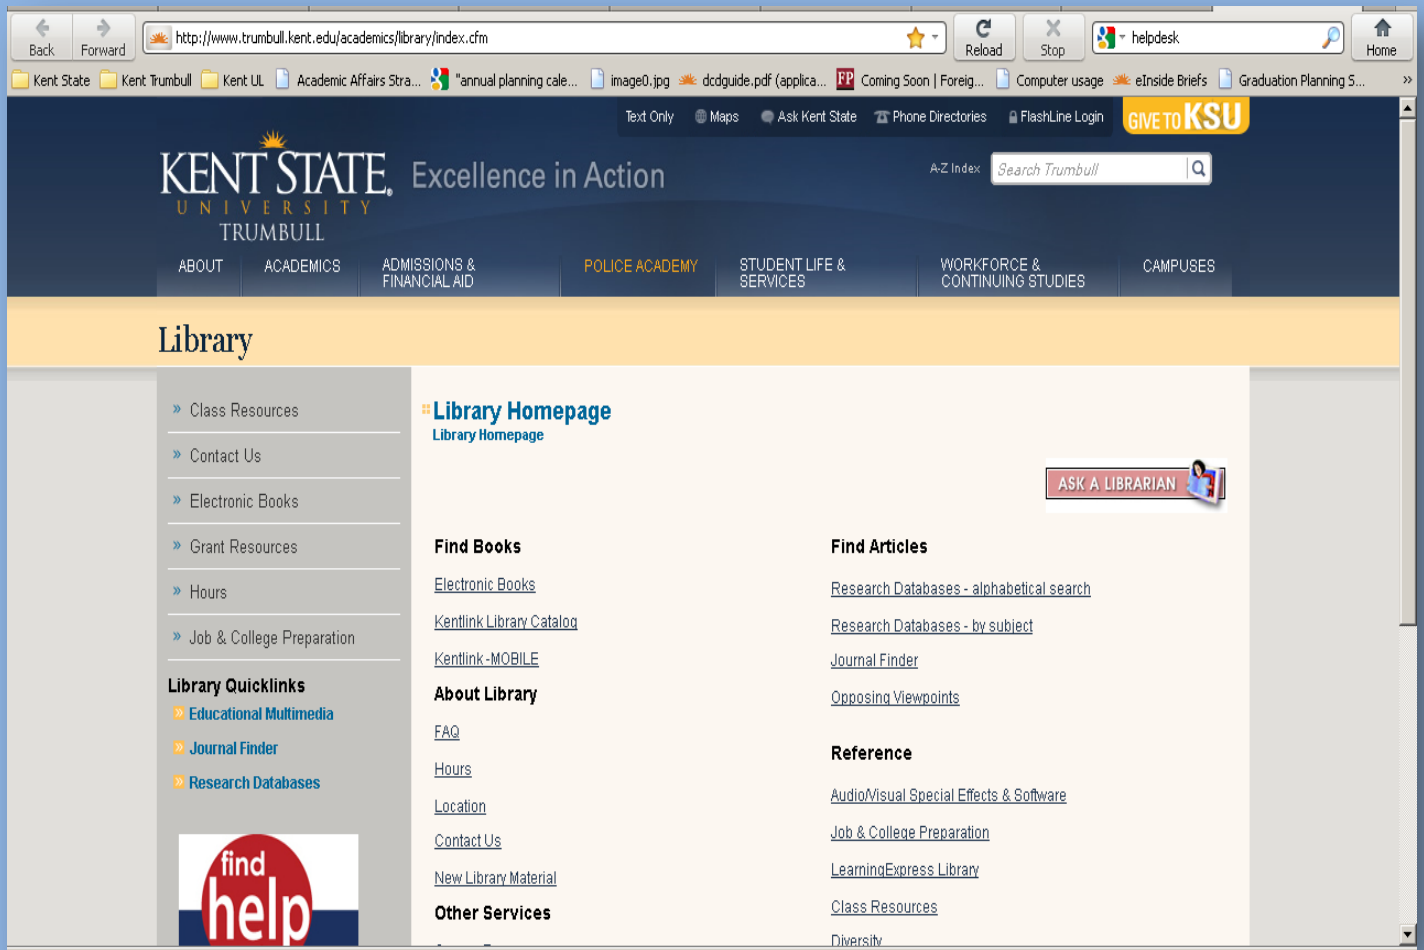 Back
Forward
http://www.trumbull.kent.edu/academics/library/index.cfm
Reload
Stop
helpdesk
Home
Kent State
Kent Trumbull
Kent UL
Academic Affairs Stra...
"annual planning cale...
image0.jpg
dcdguide.pdf (applica...
FP
Coming Soon | Foreig...
Computer usage
eInside Briefs
Graduation Planning S...
»
Text Only
Maps
Ask Kent State
Phone Directories
FlashLine Login
GIVE TO KSU
KENT STATE.
UNIVERSITY
TRUMBULL
Excellence in Action
A-Z Index
Search Trumbull
ABOUT
ACADEMICS
ADMISSIONS &
FINANCIAL AID
POLICE ACADEMY
STUDENT LIFE &
SERVICES
WORKFORCE &
CONTINUING STUDIES
CAMPUSES
Library
» Class Resources
» Contact Us
» Electronic Books
» Grant Resources
» Hours
» Job & College Preparation
Library Quicklinks
» Educational Multimedia
» Journal Finder
» Research Databases
find
help
Library Homepage
Library Homepage
ASK A LIBRARIAN
Find Books
Electronic Books
Kentlink Library Catalog
Kentlink -MOBILE
About Library
FAQ
Hours
Location
Contact Us
New Library Material
Other Services
Find Articles
Research Databases - alphabetical search
Research Databases - by subject
Journal Finder
Opposing Viewpoints
Reference
Audio/Visual Special Effects & Software
Job & College Preparation
LearningExpress Library
Class Resources
Diversity